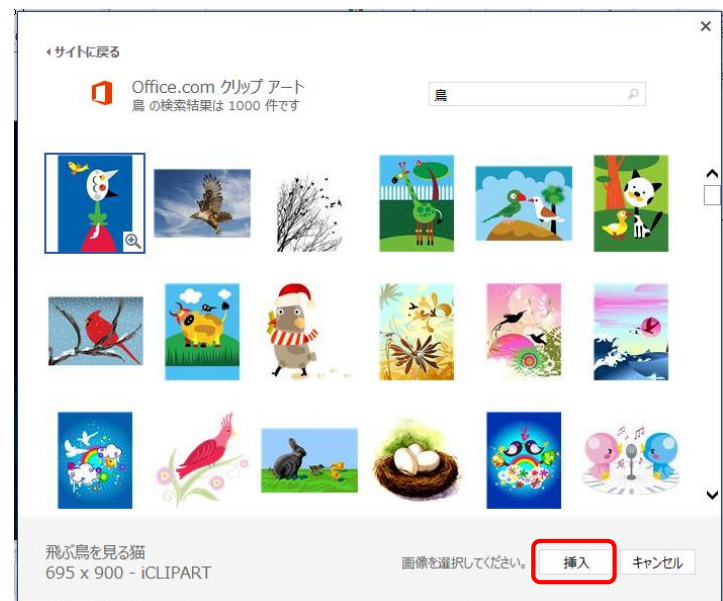 サイトに戻る
Office.com クリップ アート
鳥
鳥 の検索結果は 1000 件です
飛ぶ鳥を見る猫
695 x 900 - iCLIPART
画像を選択してください。
挿入
キャンセル